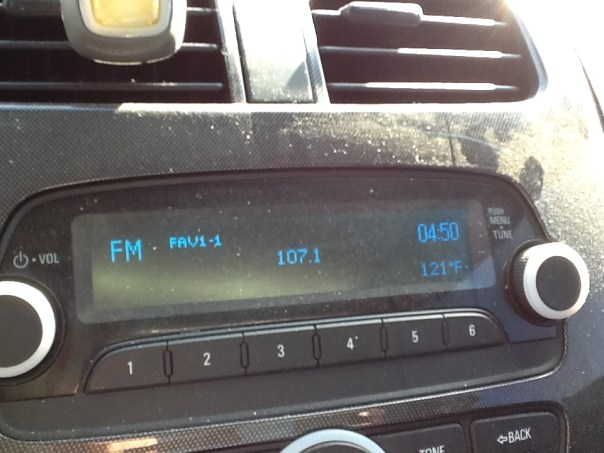 FM FAV1-1 04:50
107.1
121°F
⏻·VOL
PUSH
MENU
TUNE
1 2 3 4 5 6
TONE
⇦BACK